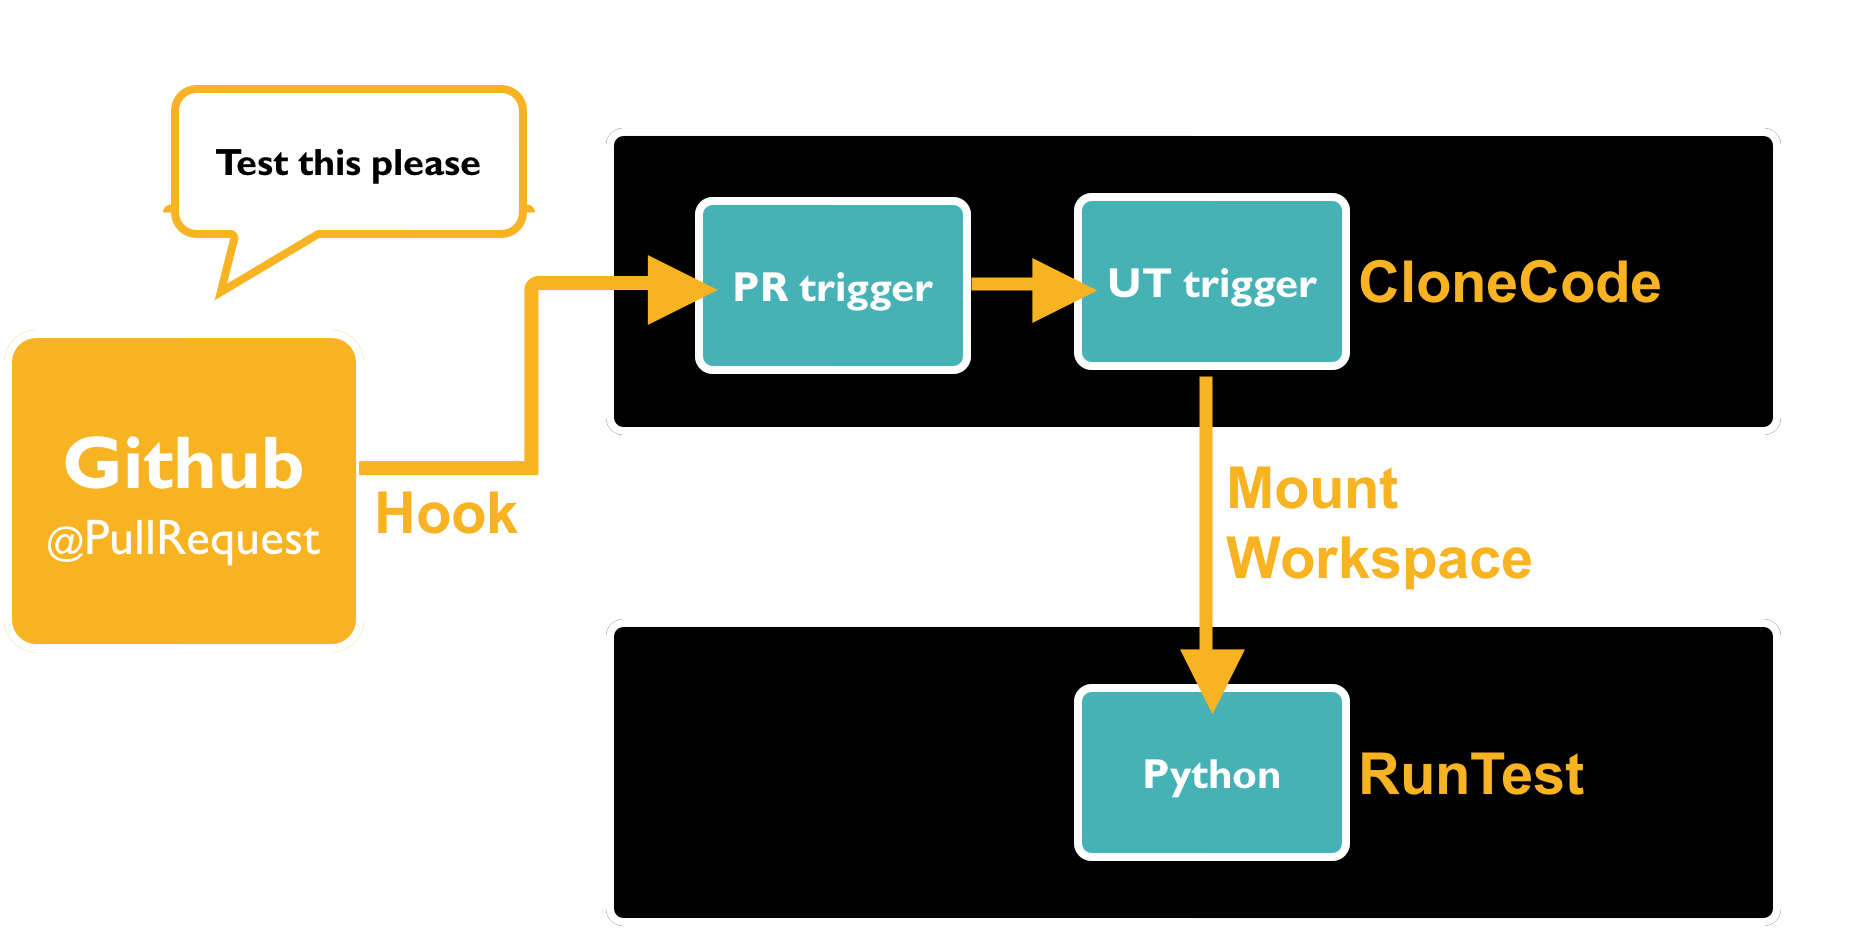 Test this please
Github
@PullRequest
Hook
PR trigger
UT trigger
CloneCode
Mount
Workspace
Python
RunTest